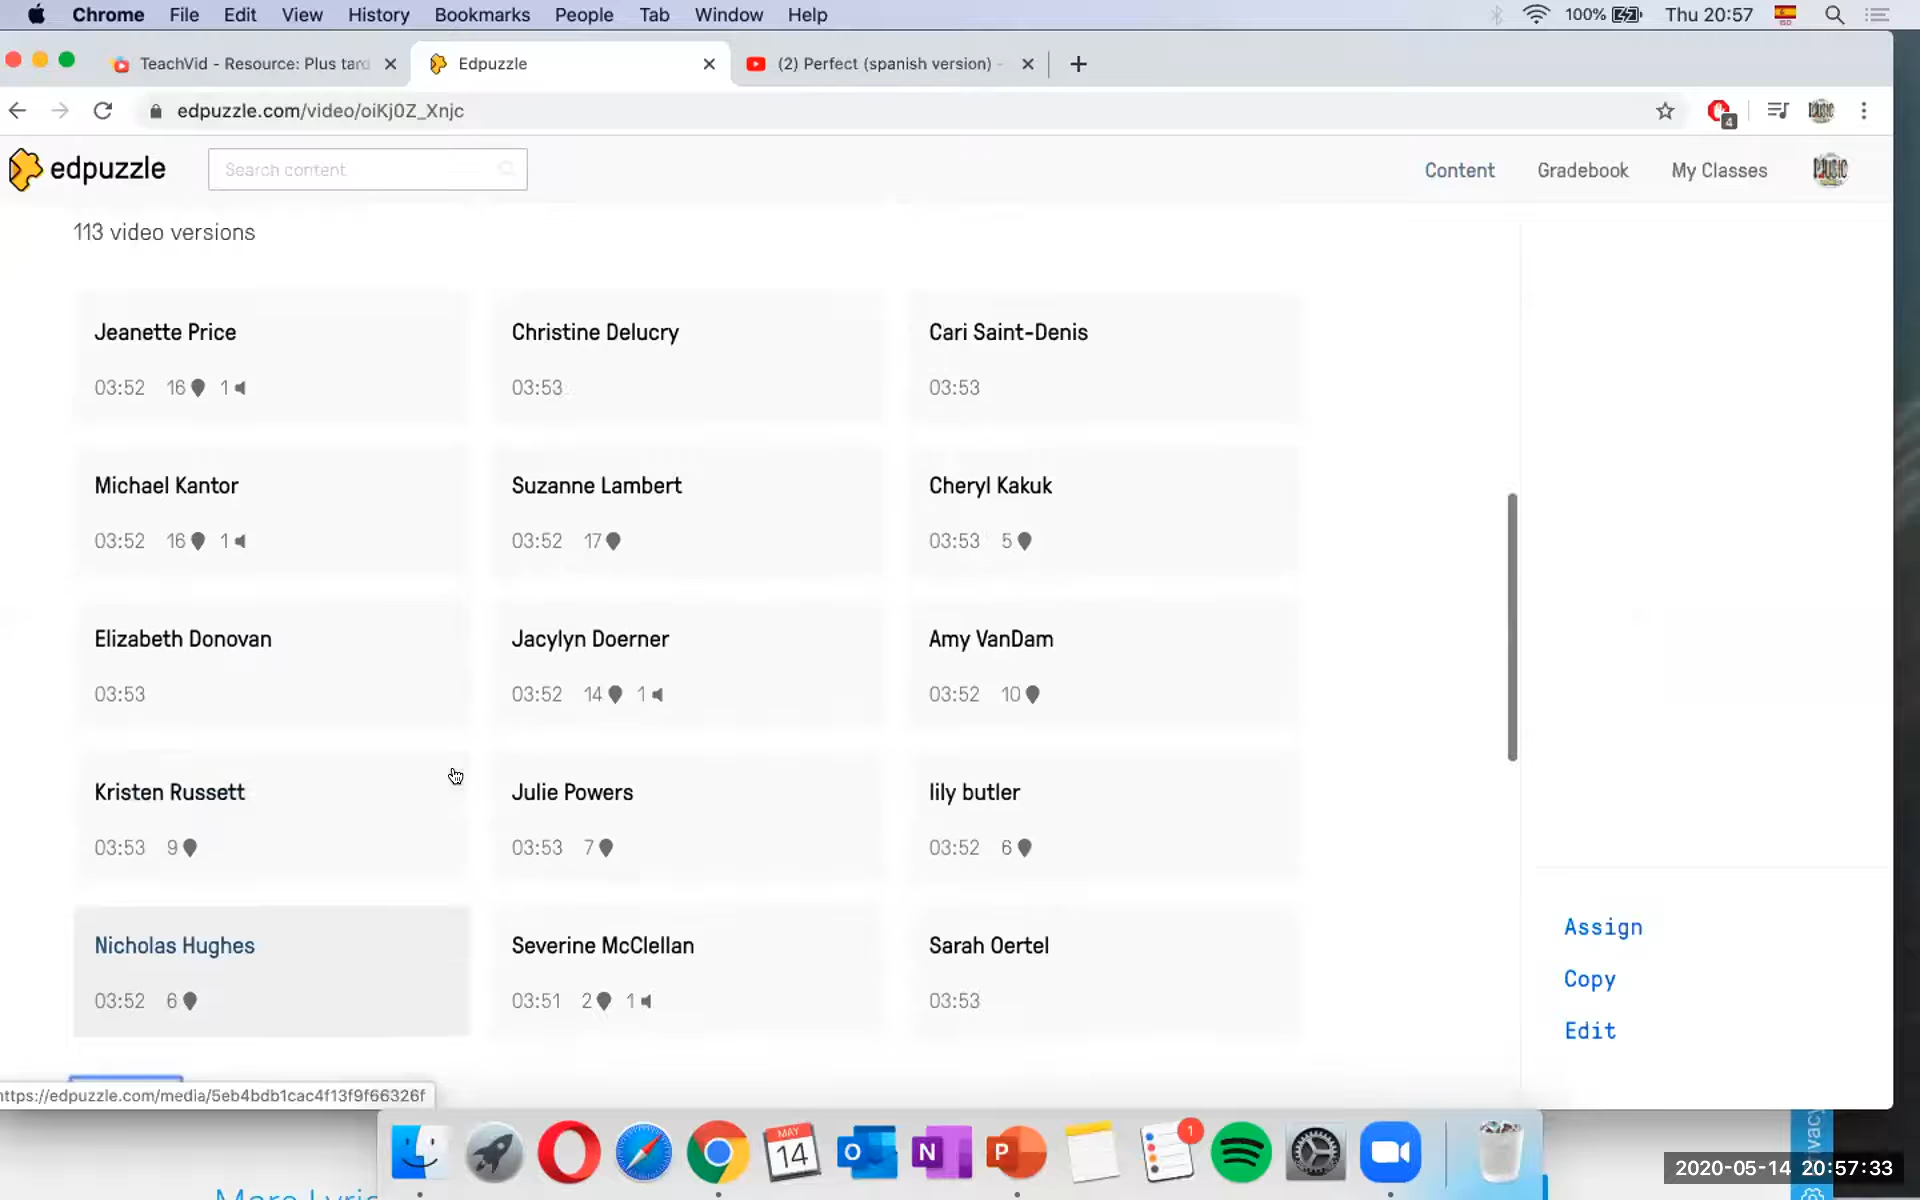 Chrome File Edit View History Bookmarks People Tab Window Help 100% Thu 20:57 ISO
TeachVid - Resource: Plus tard
Edpuzzle
(2) Perfect (spanish version) -
edpuzzle.com/video/oiKj0Z_Xnjc
4
edpuzzle
Search content
Content
Gradebook
My Classes
113 video versions
Jeanette Price
Christine Delucry
Cari Saint-Denis
03:52 16 1
03:53
03:53
Michael Kantor
Suzanne Lambert
Cheryl Kakuk
03:52 16 1
03:52 17
03:53 5
Elizabeth Donovan
Jacylyn Doerner
Amy VanDam
03:53
03:52 14 1
03:52 10
Kristen Russett
Julie Powers
lily butler
03:53 9
03:53 7
03:52 6
Nicholas Hughes
Severine McClellan
Sarah Oertel
03:52 6
03:51 2 1
03:53
Assign
Copy
Edit
https://edpuzzle.com/media/5eb4bdb1cac4f13f9f66326f
MAY
14
O
N
P
1
2020-05-14 20:57:33